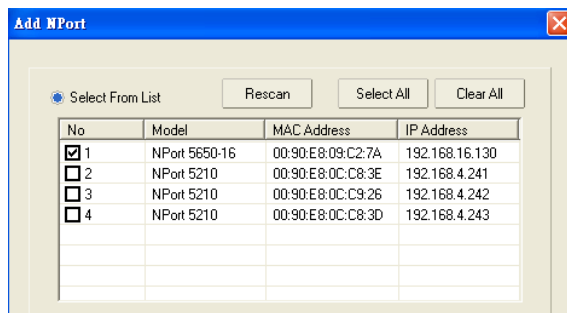 Add NPort
Select From List Rescan Select All Clear All
No Model MAC Address IP Address
1 NPort 5650-16 00:90:E8:09:C2:7A 192.168.16.130
2 NPort 5210 00:90:E8:0C:C8:3E 192.168.4.241
3 NPort 5210 00:90:E8:0C:C9:26 192.168.4.242
4 NPort 5210 00:90:E8:0C:C8:3D 192.168.4.243